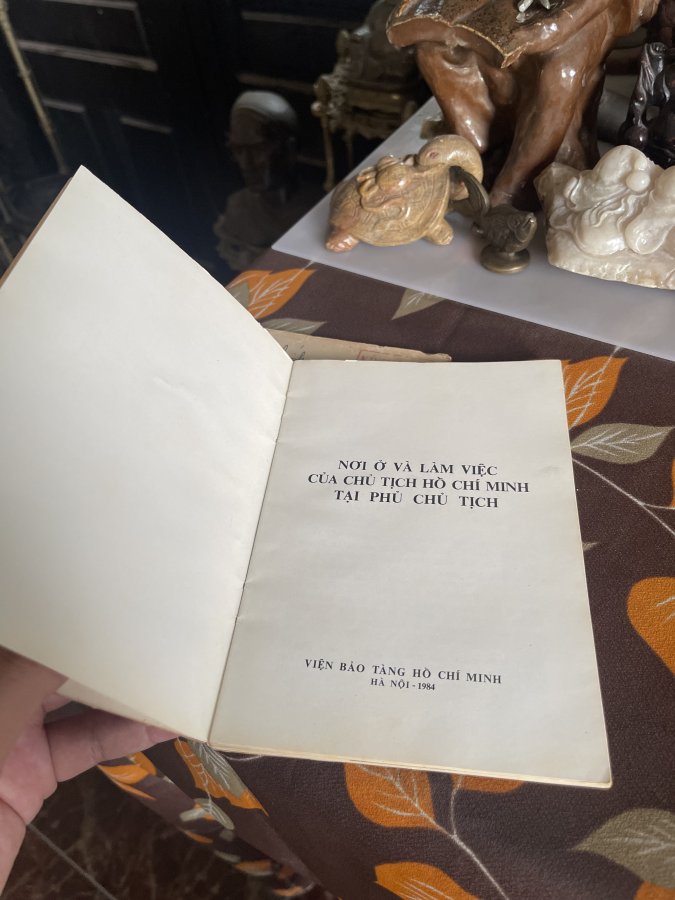 NƠI Ở VÀ LÀM VIỆC
CỦA CHỦ TỊCH HỒ CHÍ MINH
TẠI PHỦ CHỦ TỊCH
VIỆN BẢO TÀNG HỒ CHÍ MINH
HÀ NỘI - 1984